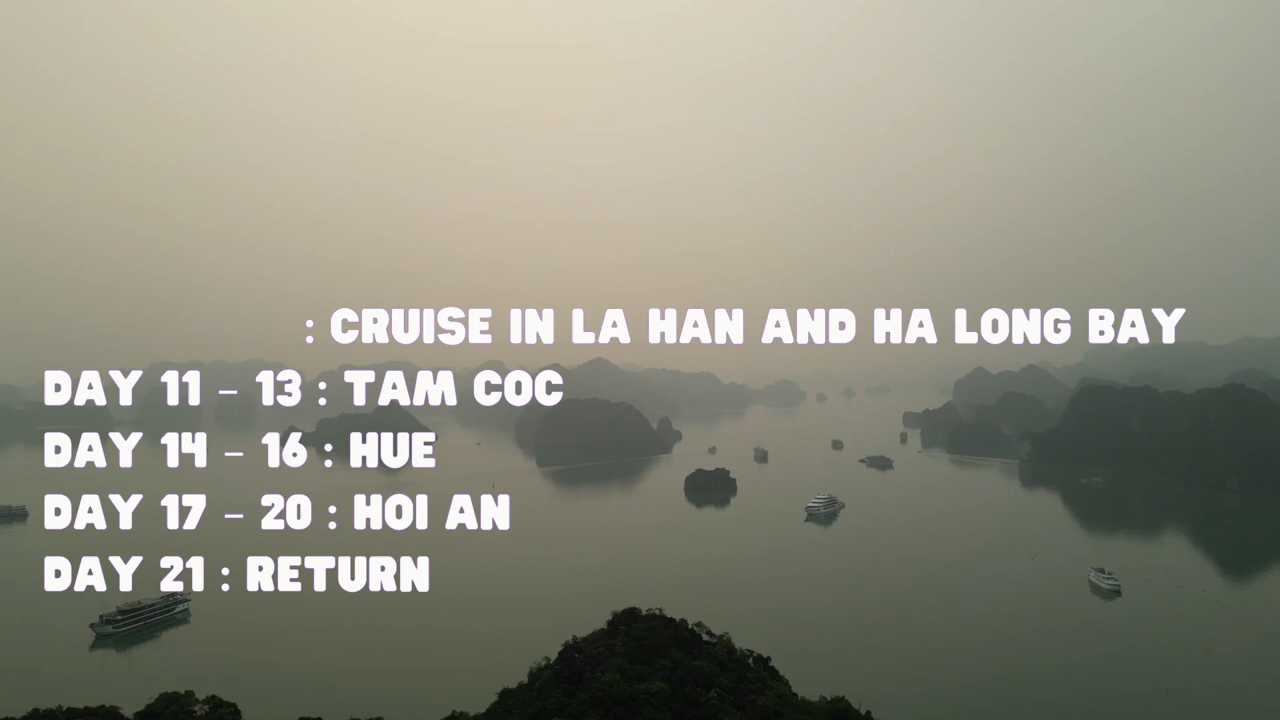 : CRUISE IN LA HAN AND HA LONG BAY
DAY 11 – 13 : TAM COC
DAY 14 – 16 : HUE
DAY 17 – 20 : HOI AN
DAY 21 : RETURN